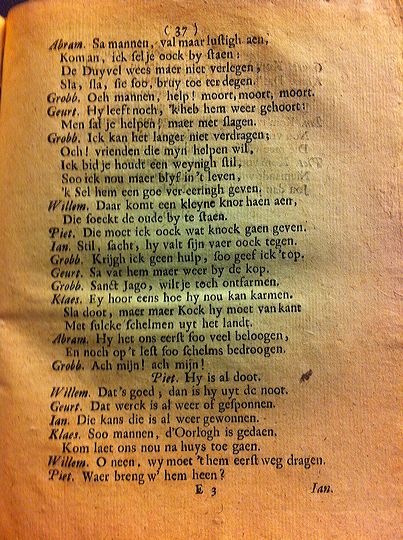 ( 37 )
Abram. Sa mannen, val maar lustigh aen,
Koman, ick sel je oock by staen:
De Duyvel wees maer niet verlegen,
Sla, sla, sie soo, bruy toe ter degen.
Grobb. Och mannen, help! moort, moort, moort.
Geurt. Hy leeft noch, 'k heb hem weer gehoort:
Men sal je helpen, maer met slagen.
Grobb. Ick kan het langer niet verdragen;
Och! vrienden die myn helpen wil,
Ick bid je houdt een weynigh stil,
Soo ick nou maer blyf in 't leven,
'k Sel hem een goe ver-eeringh geven.
Willem. Daar komt een kleyne knor haen aen,
Die soeckt de oude by te staen.
Piet. Die moet ick oock wat knock gaen geven.
Ian. Stil, sacht, hy valt sijn vaer oock tegen.
Grobb. Krijgh ick geen hulp, soo geef ick 't op.
Geurt. Sa vat hem maer weer by de kop.
Grobb. Sanct Jago, wilt je toch ontfarmen.
Klaes. Ey hoor eens hoe hy nou kan karmen.
Sla doot, maer maer Kock hy moet van kant
Met sulcke schelmen uyt het landt.
Abram. Hy het ons eerst soo veel beloogen,
En noch op 't lest soo schelms bedroogen.
Grobb. Ach mijn! ach mijn!
Piet. Hy is al doot.
Willem. Dat's goed, dan is hy uyt de noot.
Geurt. Dat werck is al weer of gesponnen.
Ian. Die kans die is al weer gewonnen.
Klaes. Soo mannen, d'Oorlogh is gedaen,
Kom laet ons nou na huys toe gaen.
Willem. O neen, wy moet 't hem eerst weg dragen.
Piet. Waer breng w' hem heen?
E 3 Ian.